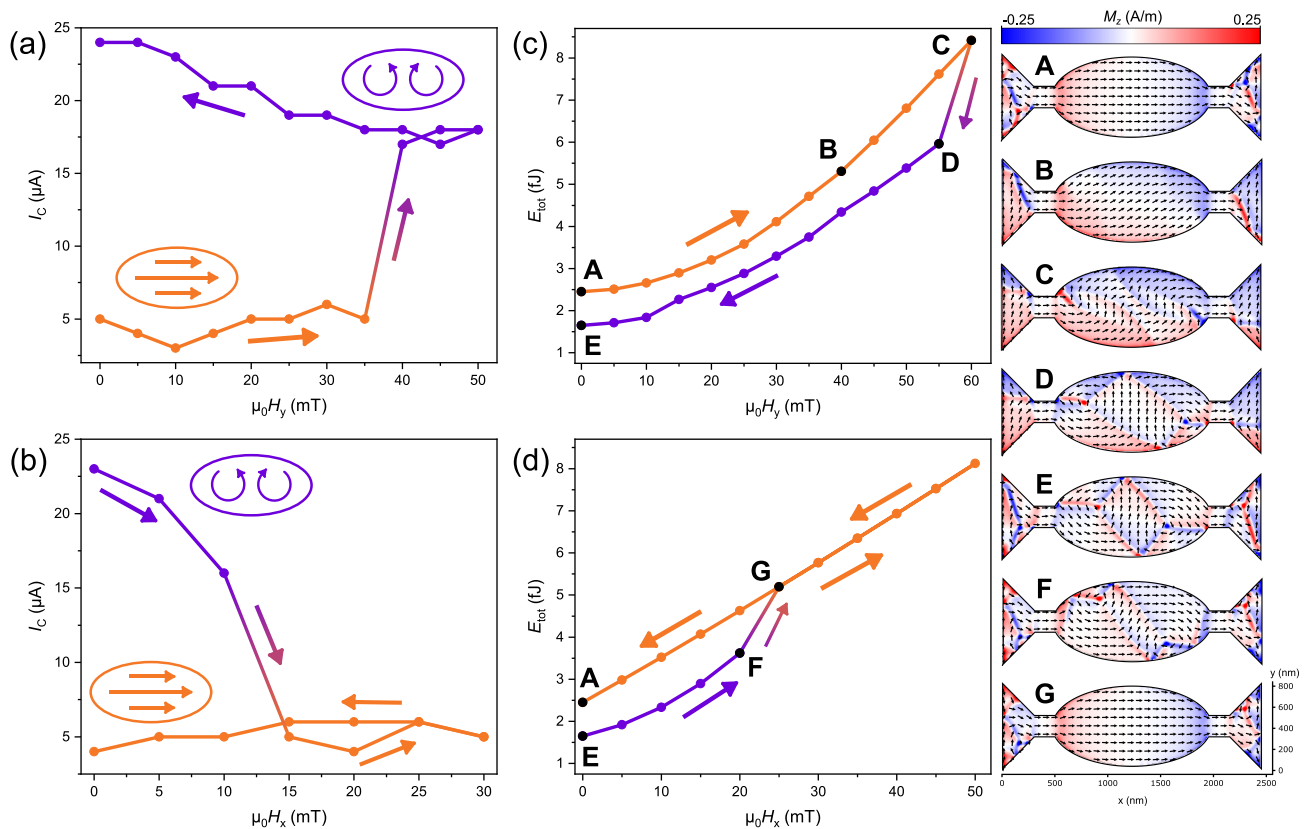 (a)
25
20
15
10
5
I_C (μA)
0 10 20 30 40 50
μ₀H_y (mT)
(b)
25
20
15
10
5
I_C (μA)
0 5 10 15 20 25 30
μ₀H_x (mT)
(c)
8
7
6
5
4
3
2
1
E_tot (fJ)
A
B
C
D
E
0 10 20 30 40 50 60
μ₀H_y (mT)
(d)
8
7
6
5
4
3
2
1
E_tot (fJ)
A
E
F
G
0 10 20 30 40 50
μ₀H_x (mT)
-0.25 M_z (A/m) 0.25
A
B
C
D
E
F
G
y (nm)
800
600
400
200
0
500 1000 1500 2000 2500
x (nm)